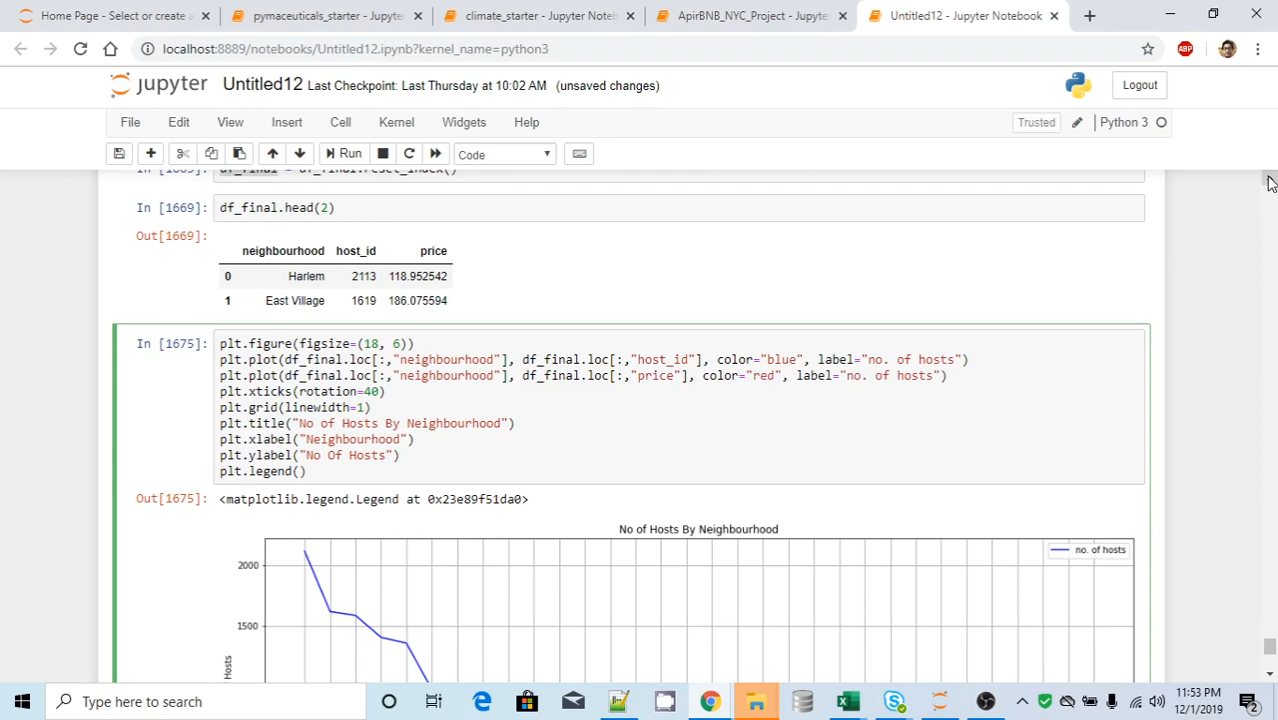 Home Page - Select or create a
pymaceuticals_starter - Jupyter
climate_starter - Jupyter Notel
ApirBNB_NYC_Project - Jupyter
Untitled12 - Jupyter Notebook
localhost:8889/notebooks/Untitled12.ipynb?kernel_name=python3
ABP
jupyter Untitled12 Last Checkpoint: Last Thursday at 10:02 AM (unsaved changes)
Logout
File Edit View Insert Cell Kernel Widgets Help
Trusted Python 3
Run Code
In [1669]: df_final.head(2)
Out[1669]:
neighbourhood host_id price
0 Harlem 2113 118.952542
1 East Village 1619 186.075594
In [1675]: plt.figure(figsize=(18, 6))
plt.plot(df_final.loc[:,"neighbourhood"], df_final.loc[:,"host_id"], color="blue", label="no. of hosts")
plt.plot(df_final.loc[:,"neighbourhood"], df_final.loc[:,"price"], color="red", label="no. of hosts")
plt.xticks(rotation=40)
plt.grid(linewidth=1)
plt.title("No of Hosts By Neighbourhood")
plt.xlabel("Neighbourhood")
plt.ylabel("No Of Hosts")
plt.legend()
Out[1675]: <matplotlib.legend.Legend at 0x23e89f51da0>
No of Hosts By Neighbourhood
no. of hosts
2000
1500
Hosts
Type here to search
11:53 PM
12/1/2019
2